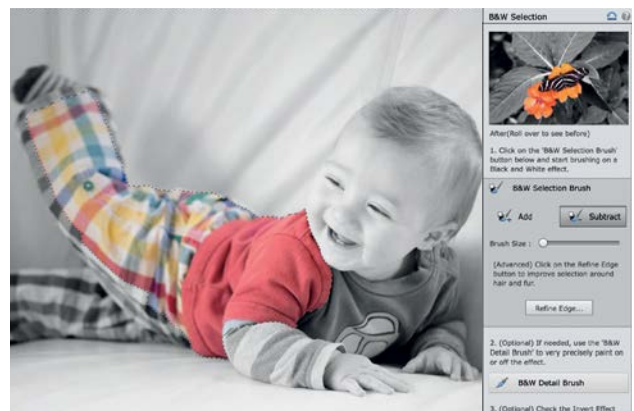 B&W Selection
After(Roll over to see before)
1. Click on the 'B&W Selection Brush'
button below and start brushing on a
Black and White effect.
B&W Selection Brush
Add
Subtract
Brush Size :
(Advanced) Click on the Refine Edge
button to improve selection around
hair and fur.
Refine Edge...
2. (Optional) If needed, use the 'B&W
Detail Brush' to very precisely paint on
or off the effect.
B&W Detail Brush
3. (Optional) Check the Invert Effect